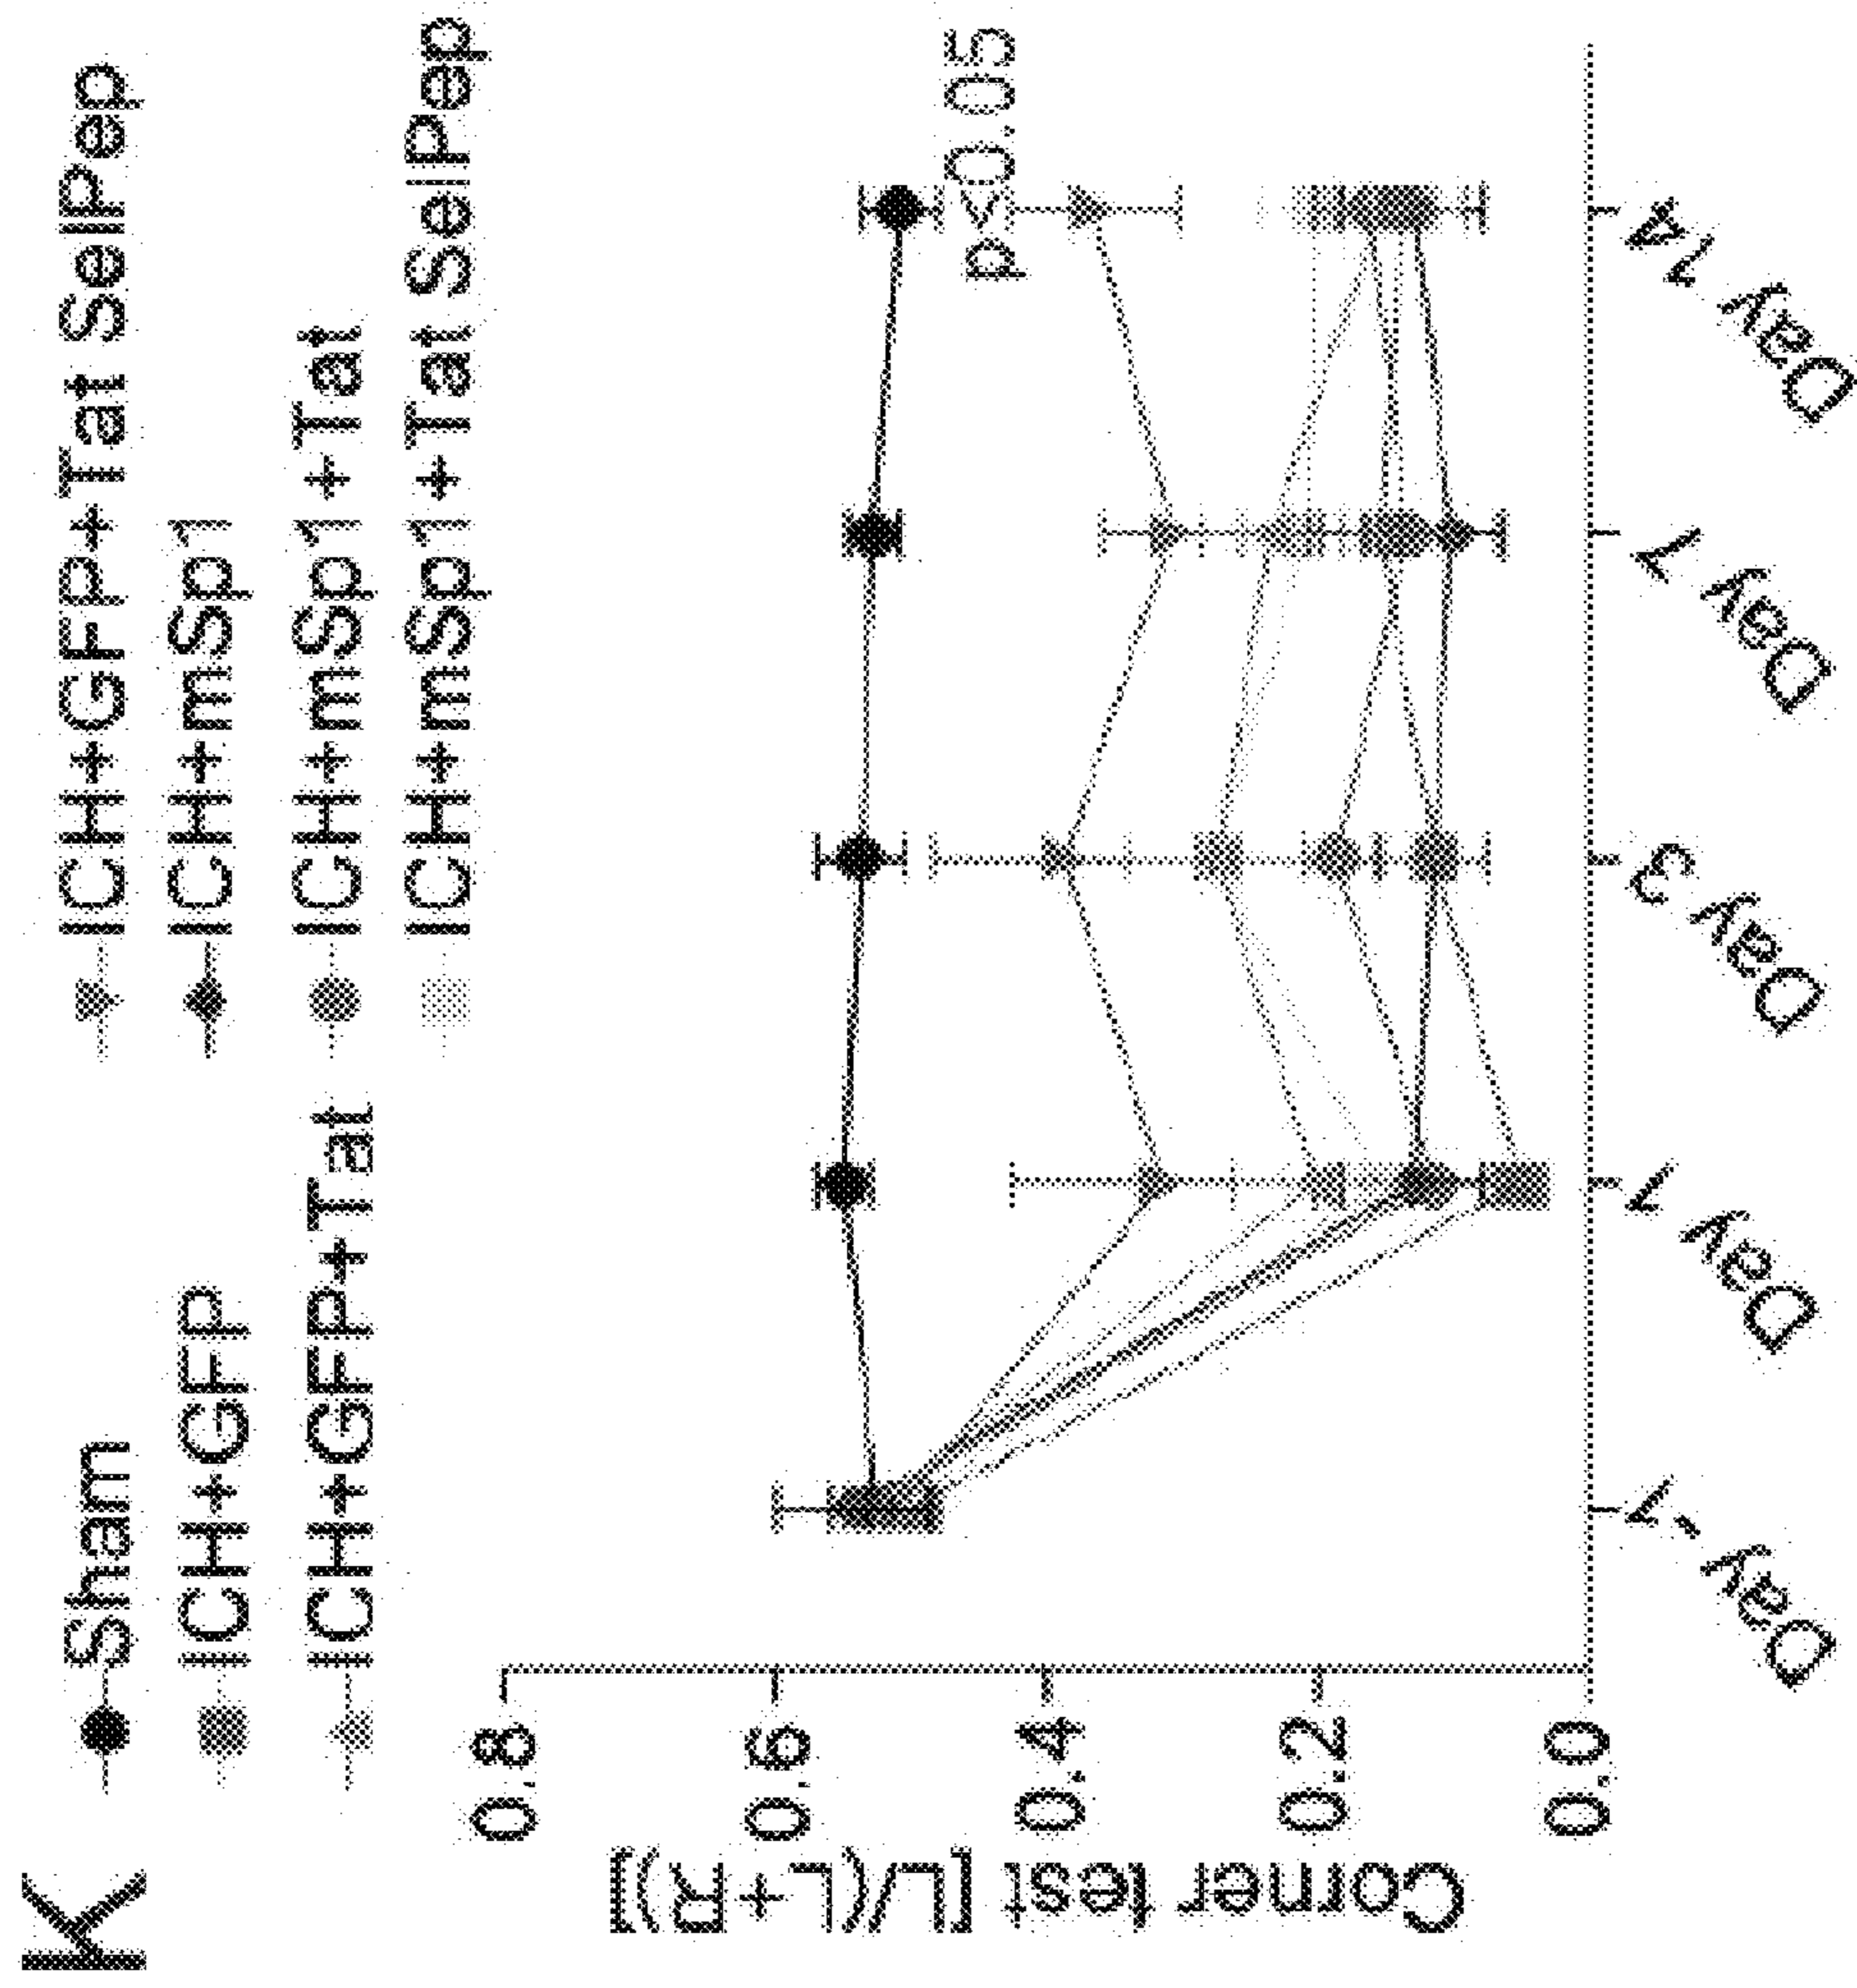 K
Sham
ICH+GFP
ICH+GFP+Tat
ICH+GFP+Tat SelPep
ICH+mSp1
ICH+mSp1+Tat
ICH+mSp1+Tat SelPep
Corner test [L/(L+R)]
0.8
0.6
0.4
0.2
0.0
p<0.05
Day -1
Day 1
Day 3
Day 7
Day 14